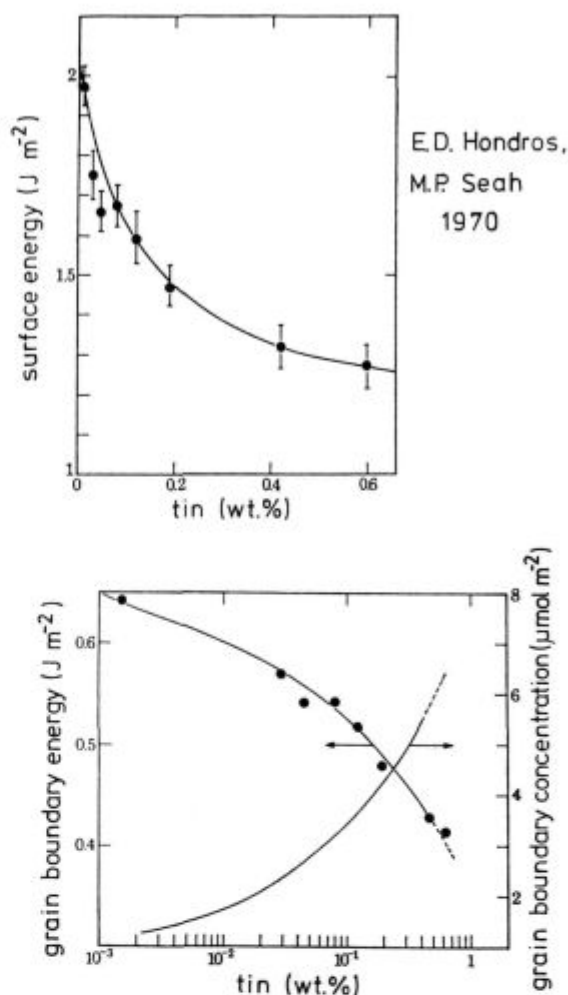 2
1.5
1
surface energy (J m⁻²)
0
0.2
0.4
0.6
tin (wt.%)
E.D. Hondros,
M.P. Seah
1970
0.6
0.5
0.4
grain boundary energy (J m⁻²)
8
6
4
2
grain boundary concentration (μmol m⁻²)
10⁻³
10⁻²
10⁻¹
1
tin (wt.%)